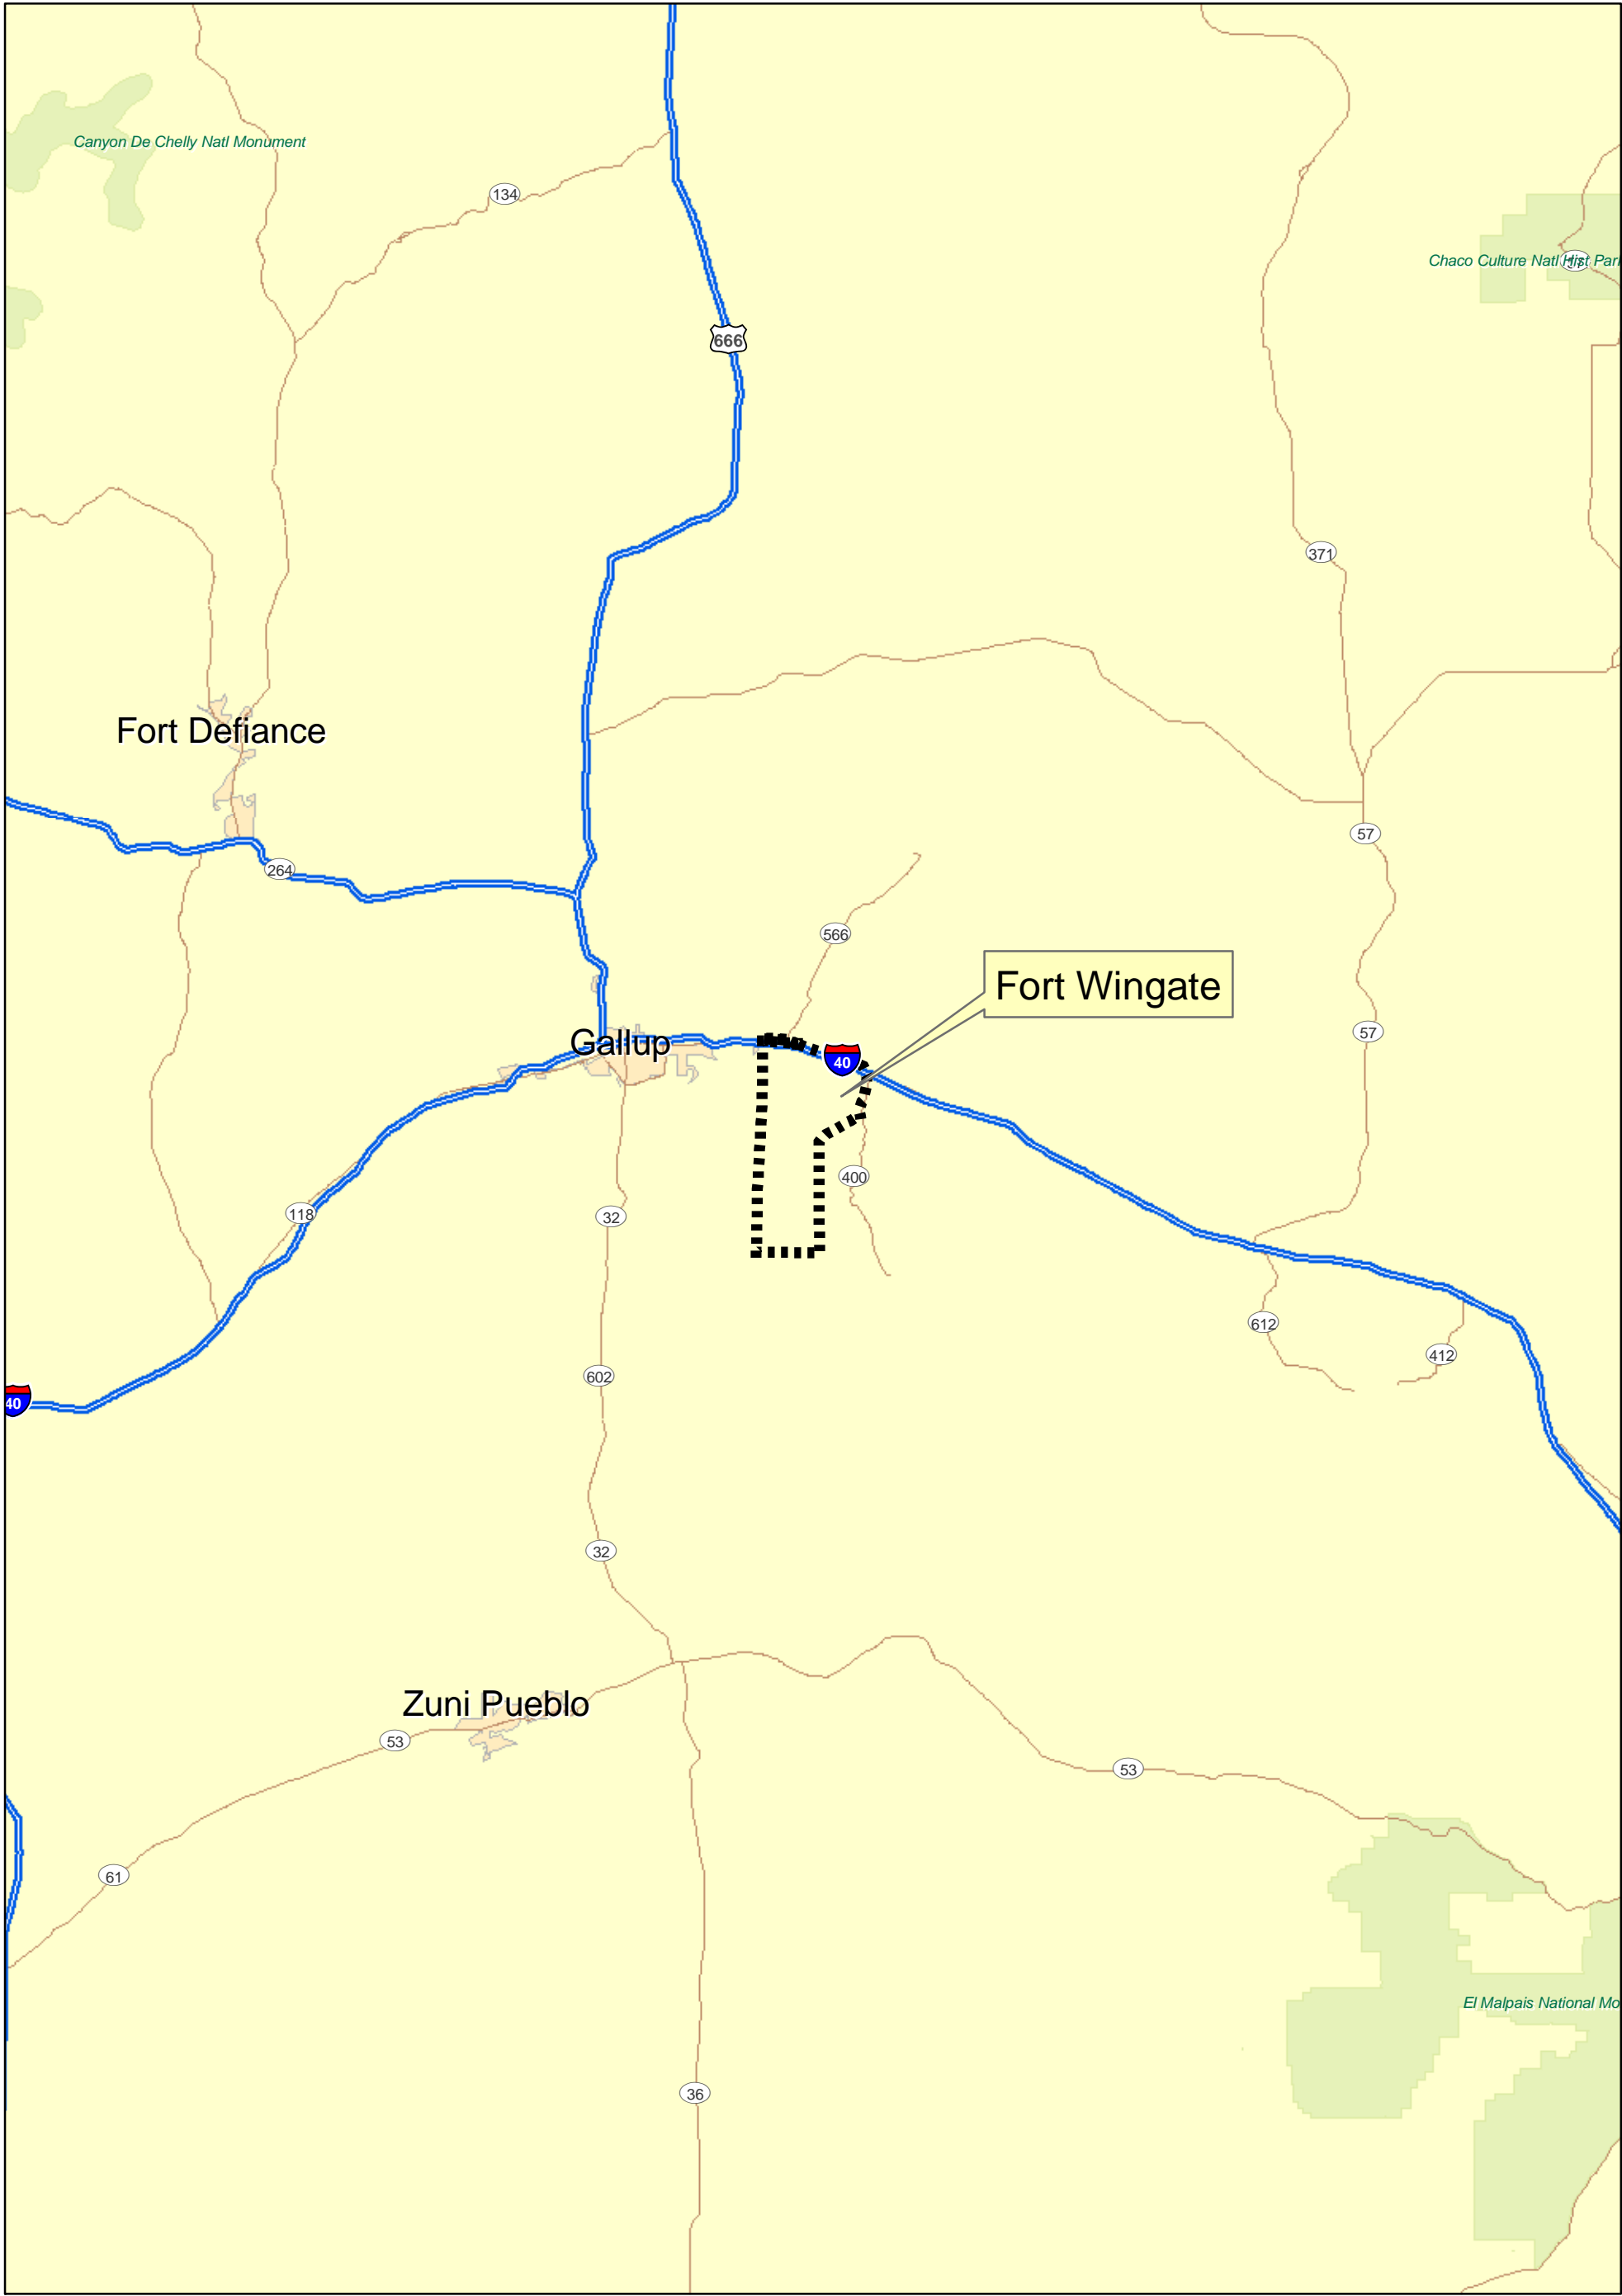 Canyon De Chelly Natl Monument
134
Chaco Culture Natl Hist Par
666
371
Fort Defiance
57
264
566
Fort Wingate
57
Gallup
40
400
118
32
612
412
602
40
32
Zuni Pueblo
53
53
61
El Malpais National Mo
36